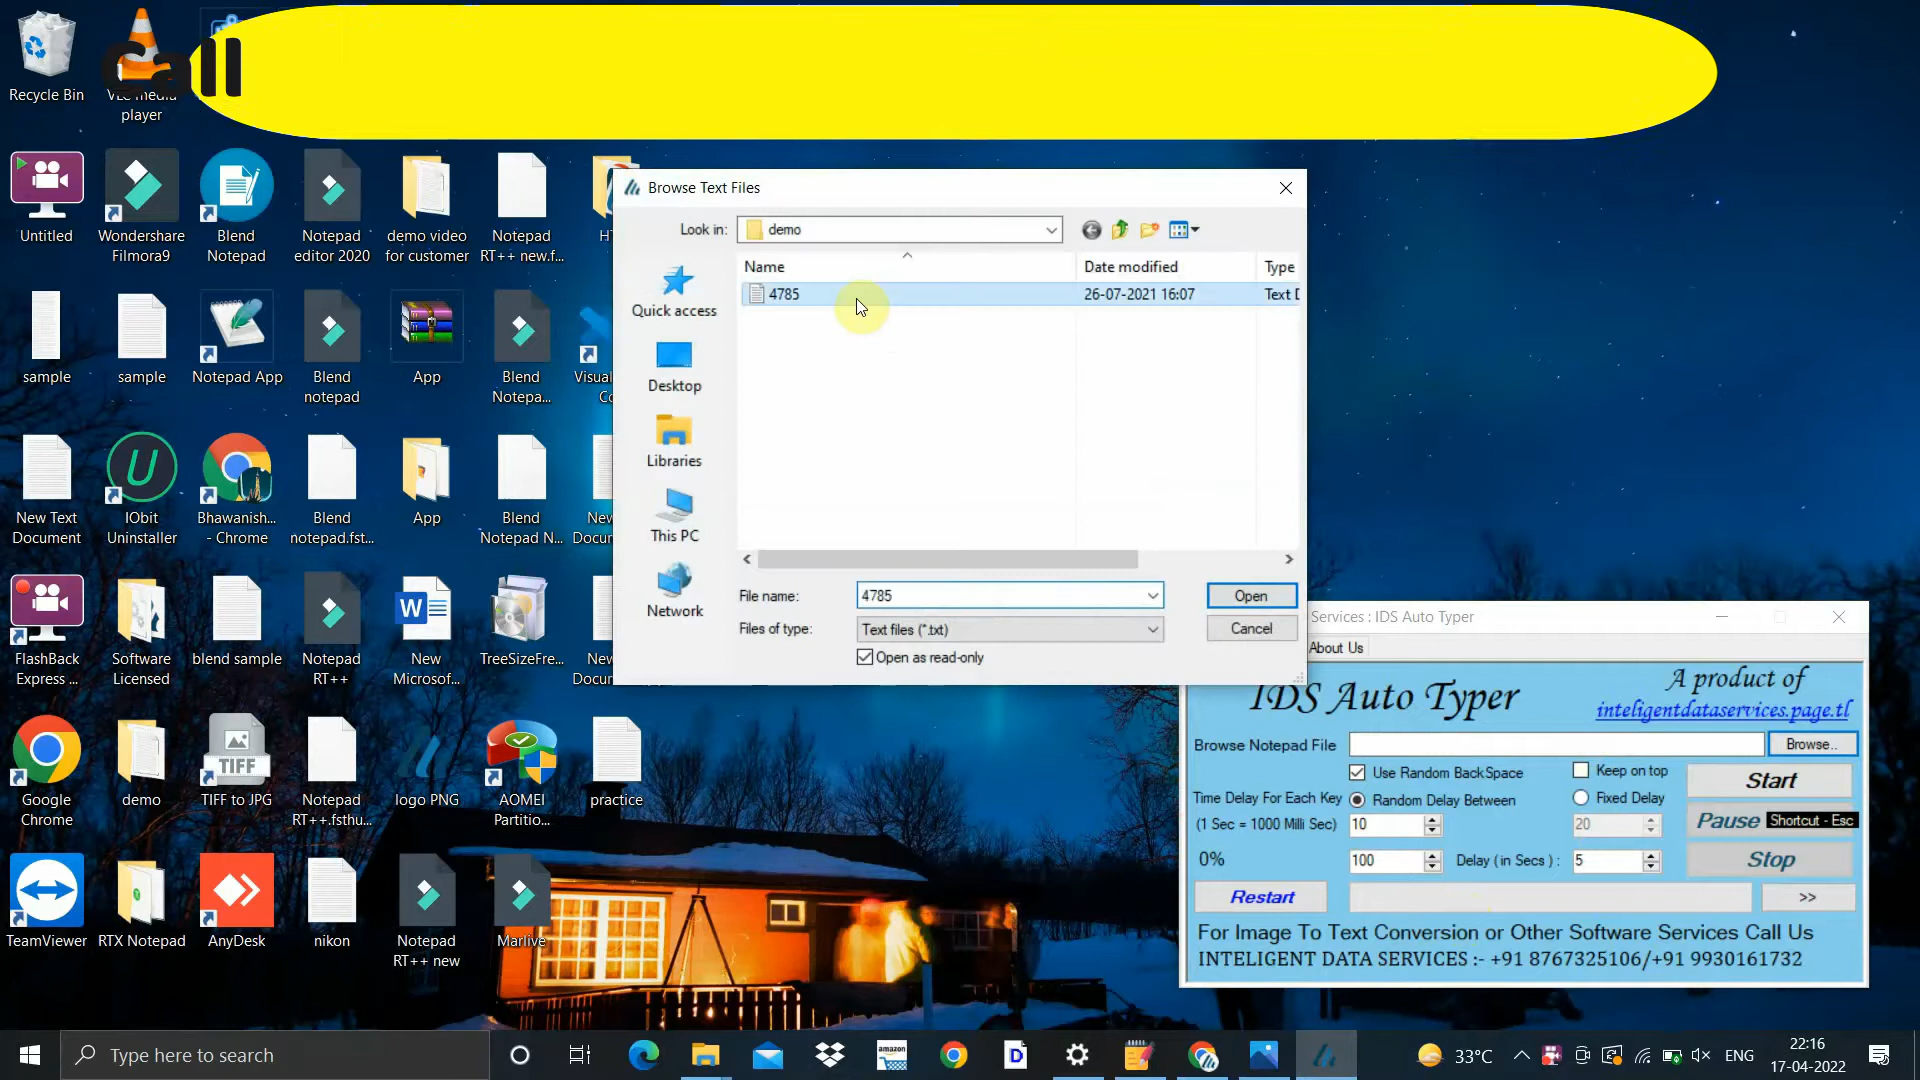 Call
Recycle Bin
VLC media
player
Untitled
Wondershare
Filmora9
Blend
Notepad
Notepad
editor 2020
demo video
for customer
Notepad
RT++ new.f...
sample
sample
Notepad App
Blend
notepad
App
Blend
Notepa...
New Text
Document
IObit
Uninstaller
Bhawanish...
- Chrome
Blend
notepad.fst...
App
Blend
Notepad N...
FlashBack
Express ...
Software
Licensed
blend sample
Notepad
RT++
New
Microsof...
TreeSizeFre...
Google
Chrome
demo
TIFF
TIFF to JPG
Notepad
RT++.fsthu...
logo PNG
AOMEI
Partitio...
practice
TeamViewer
RTX Notepad
AnyDesk
nikon
Notepad
RT++ new
Marlive
Browse Text Files
Look in:
demo
Name
Date modified
Type
4785
26-07-2021 16:07
Text D
Quick access
Desktop
Libraries
This PC
Network
File name:
4785
Open
Files of type:
Text files (*.txt)
Cancel
Open as read-only
Services : IDS Auto Typer
About Us
IDS Auto Typer
A product of
inteligentdataservices.page.tl
Browse Notepad File
Browse..
Use Random BackSpace
Keep on top
Start
Time Delay For Each Key
Random Delay Between
Fixed Delay
(1 Sec = 1000 Milli Sec)
10
20
Pause
Shortcut - Esc
0%
100
Delay ( in Secs ) :
5
Stop
Restart
>>
For Image To Text Conversion or Other Software Services Call Us
INTELIGENT DATA SERVICES :- +91 8767325106/+91 9930161732
Type here to search
amazon
33°C
ENG
22:16
17-04-2022